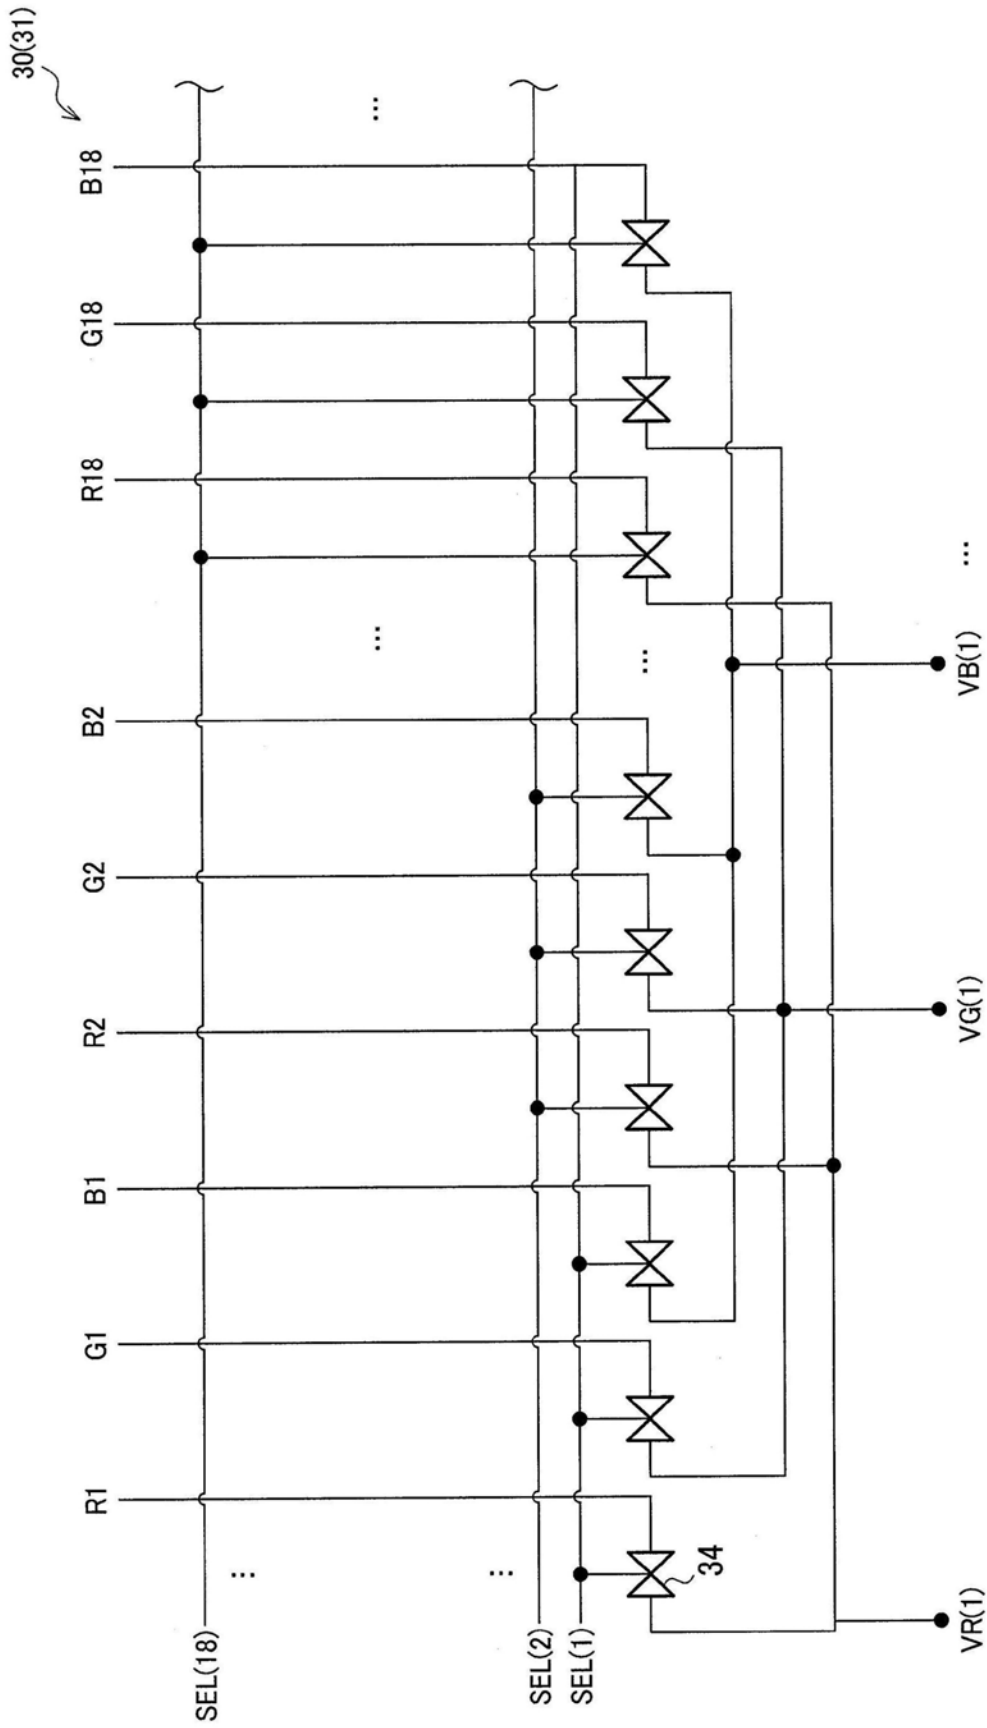 30(31)
R1 G1 B1 R2 G2 B2 R18 G18 B18
SEL(18)
...
...
...
SEL(2)
...
SEL(1)
...
34
VR(1) VG(1) VB(1) ...